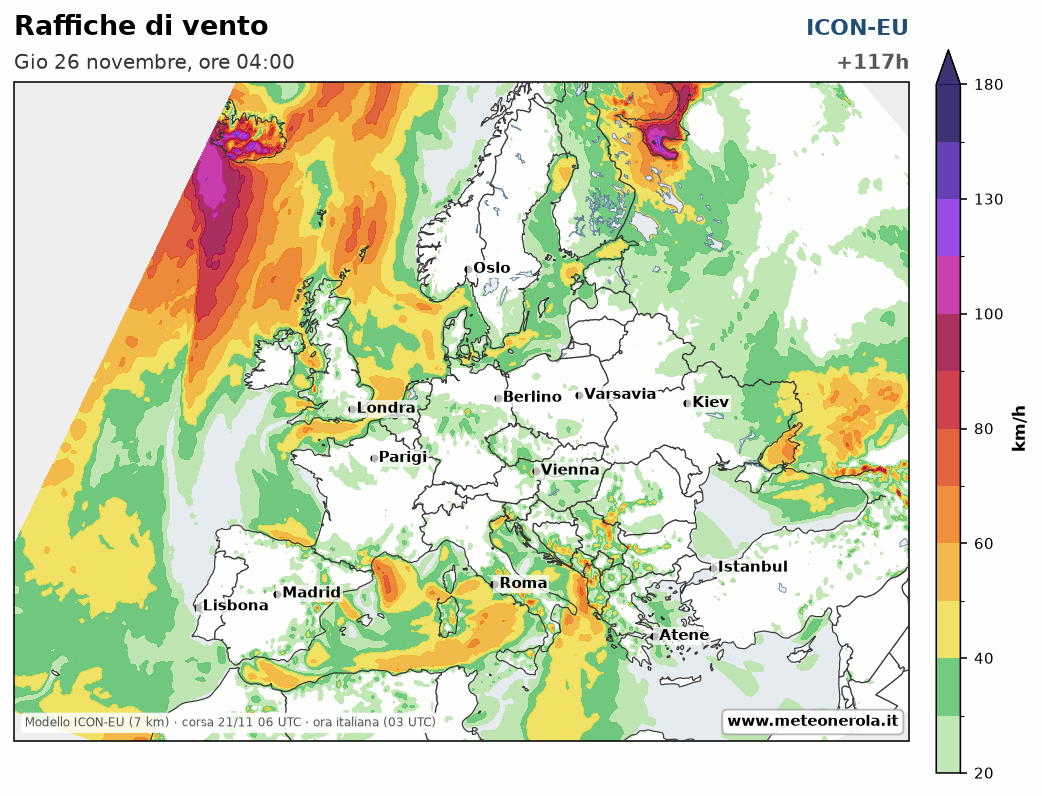 Raffiche di vento
ICON-EU
Gio 26 novembre, ore 04:00
+117h
180
130
100
80
60
40
20
km/h
Oslo
Berlino
Varsavia
Kiev
Londra
Parigi
Vienna
Istanbul
Roma
Madrid
Lisbona
Atene
Modello ICON-EU (7 km) · corsa 21/11 06 UTC · ora italiana (03 UTC)
www.meteonerola.it